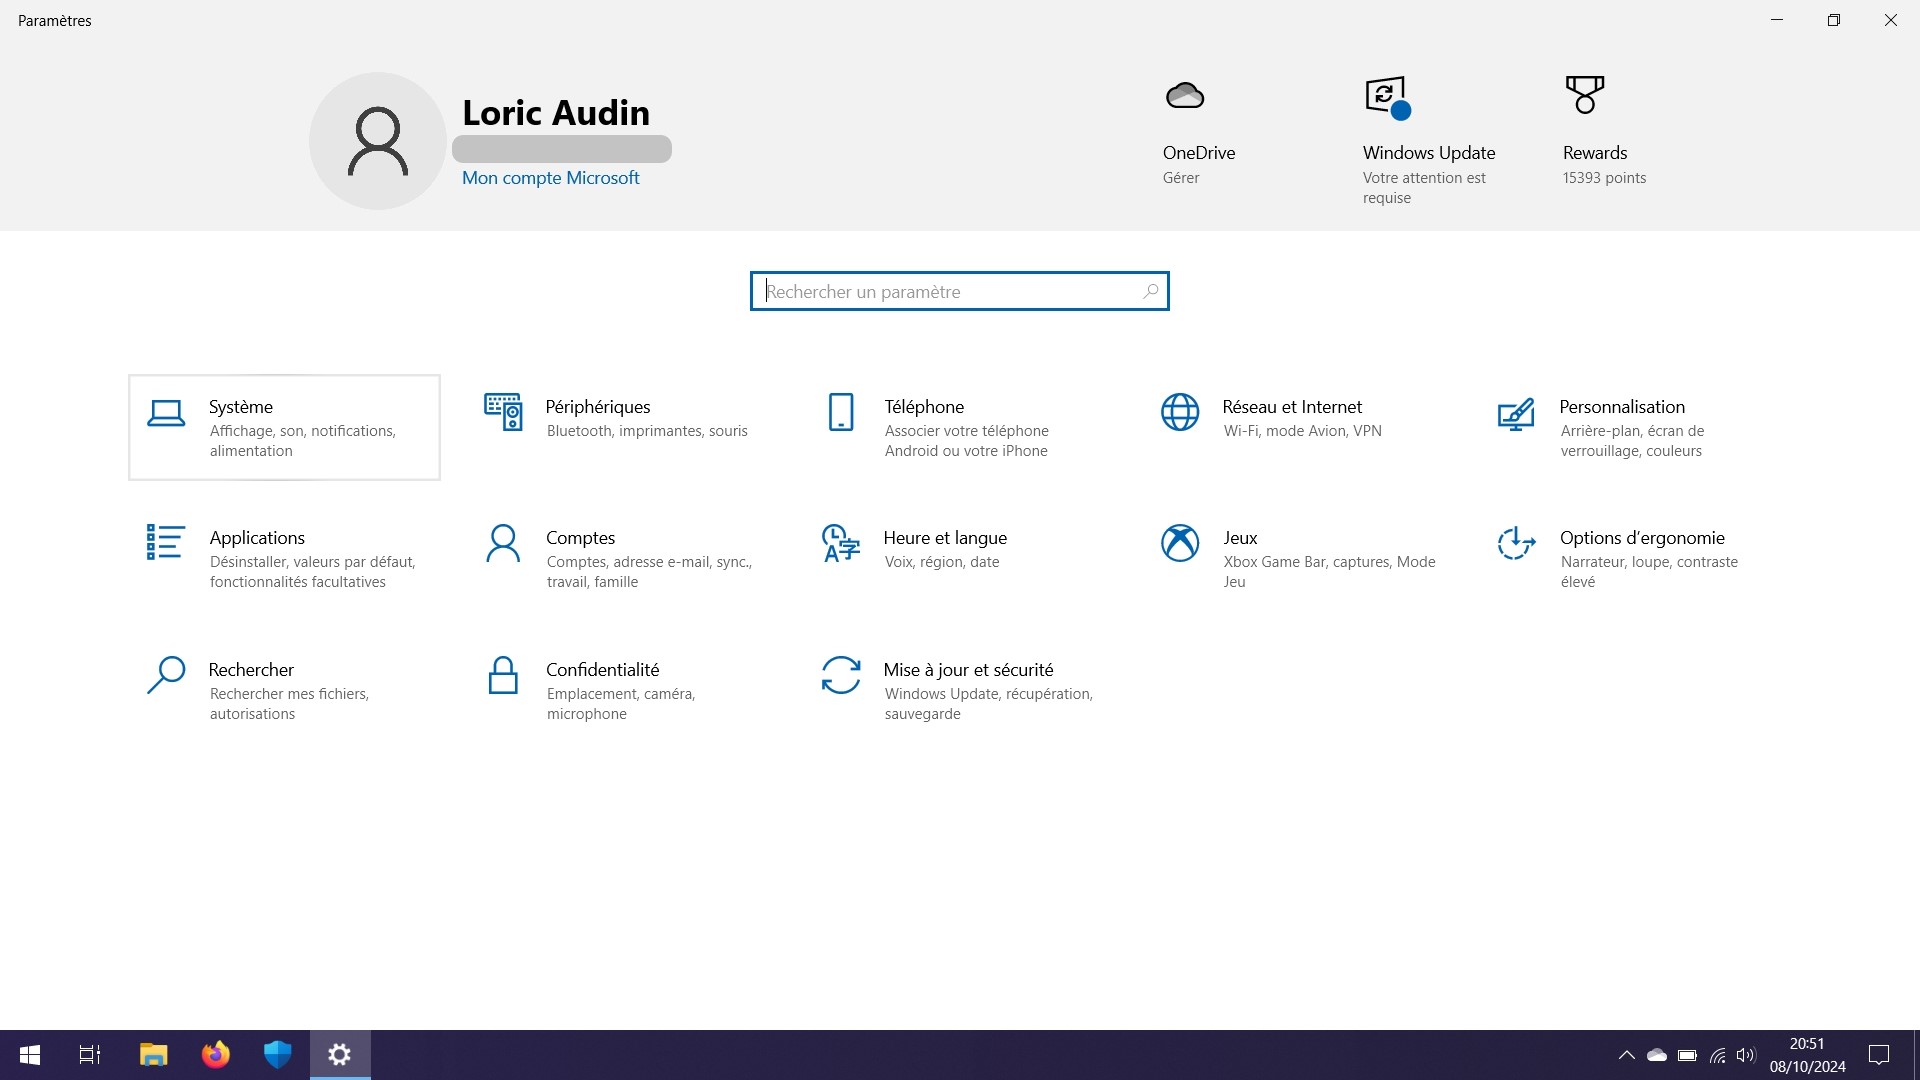 Paramètres
Loric Audin
Mon compte Microsoft
OneDrive
Gérer
Windows Update
Votre attention est
requise
Rewards
15393 points
Rechercher un paramètre
Système
Affichage, son, notifications,
alimentation
Périphériques
Bluetooth, imprimantes, souris
Téléphone
Associer votre téléphone
Android ou votre iPhone
Réseau et Internet
Wi-Fi, mode Avion, VPN
Personnalisation
Arrière-plan, écran de
verrouillage, couleurs
Applications
Désinstaller, valeurs par défaut,
fonctionnalités facultatives
Comptes
Comptes, adresse e-mail, sync.,
travail, famille
Heure et langue
Voix, région, date
Jeux
Xbox Game Bar, captures, Mode
Jeu
Options d’ergonomie
Narrateur, loupe, contraste
élevé
Rechercher
Rechercher mes fichiers,
autorisations
Confidentialité
Emplacement, caméra,
microphone
Mise à jour et sécurité
Windows Update, récupération,
sauvegarde
20:51
08/10/2024